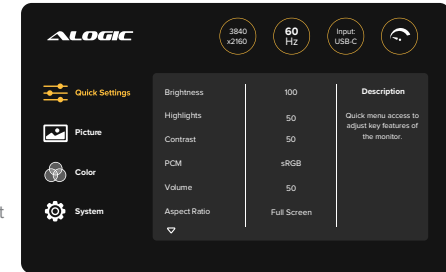 ALOGIC
3840
x2160
60
Hz
Input:
USB-C
Quick Settings
Picture
Color
System
Brightness 100
Highlights 50
Contrast 50
PCM sRGB
Volume 50
Aspect Ratio Full Screen
Description
Quick menu access to
adjust key features of
the monitor.
t